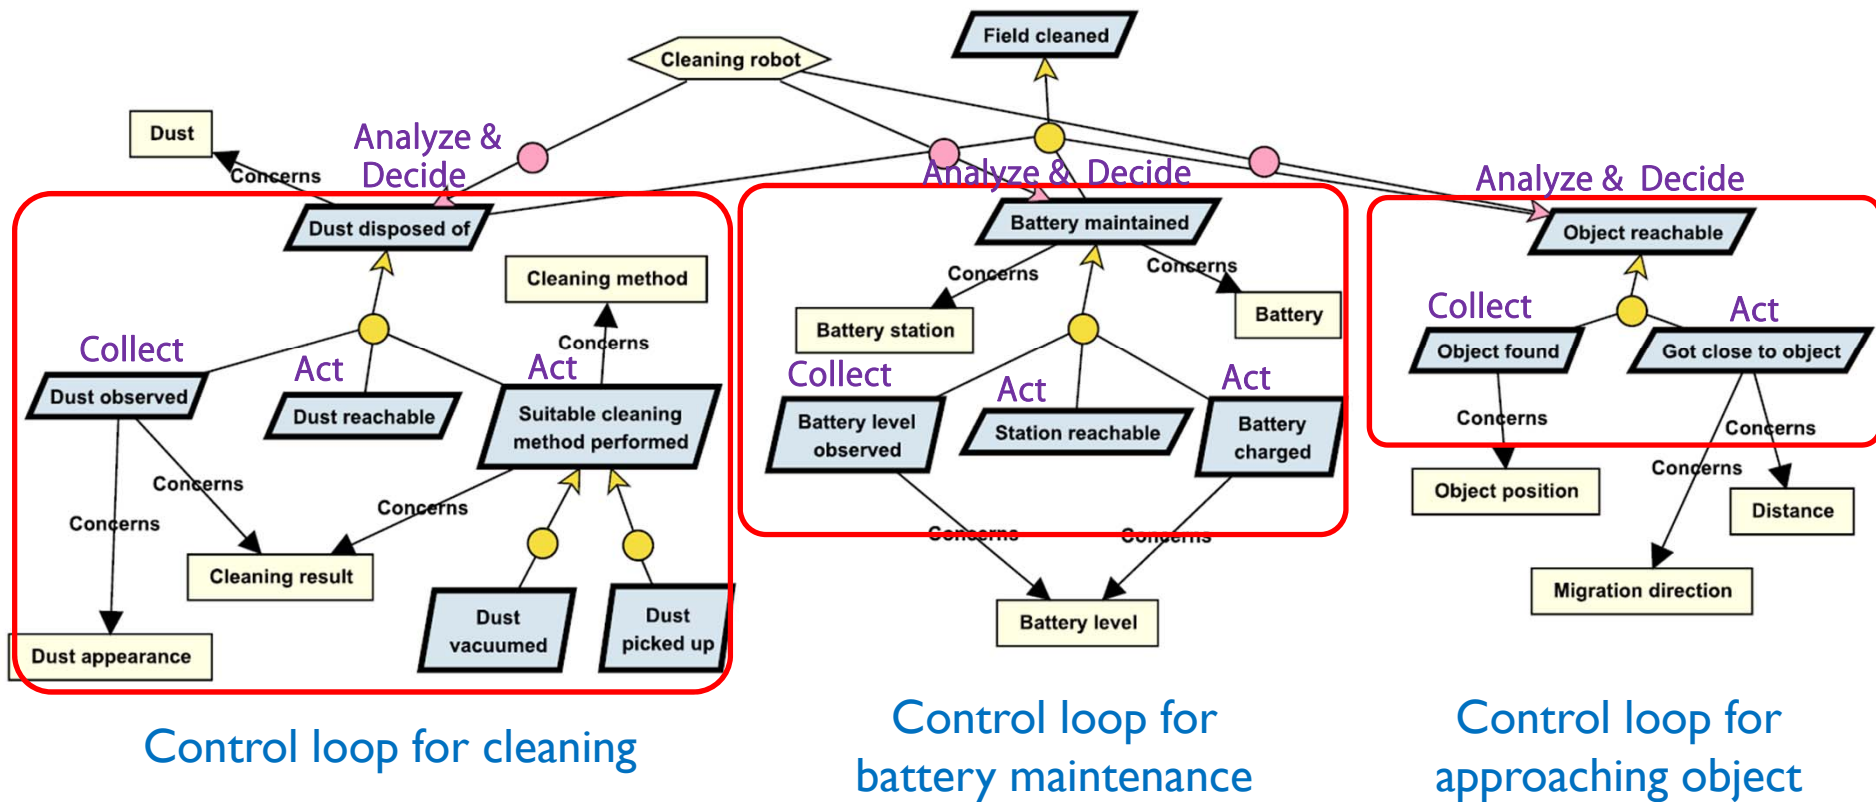 Field cleaned
Cleaning robot
Dust
Analyze &
Decide
Concerns
Analyze & Decide
Analyze & Decide
Dust disposed of
Battery maintained
Object reachable
Cleaning method
Concerns
Concerns
Battery station
Battery
Collect
Act
Concerns
Collect
Act
Act
Object found
Got close to object
Collect
Act
Act
Dust observed
Dust reachable
Suitable cleaning
method performed
Battery level
observed
Station reachable
Battery
charged
Concerns
Concerns
Concerns
Concerns
Concerns
Concerns
Object position
Distance
Concerns
Concerns
Cleaning result
Migration direction
Dust
vacuumed
Dust
picked up
Battery level
Dust appearance
Control loop for cleaning
Control loop for
battery maintenance
Control loop for
approaching object